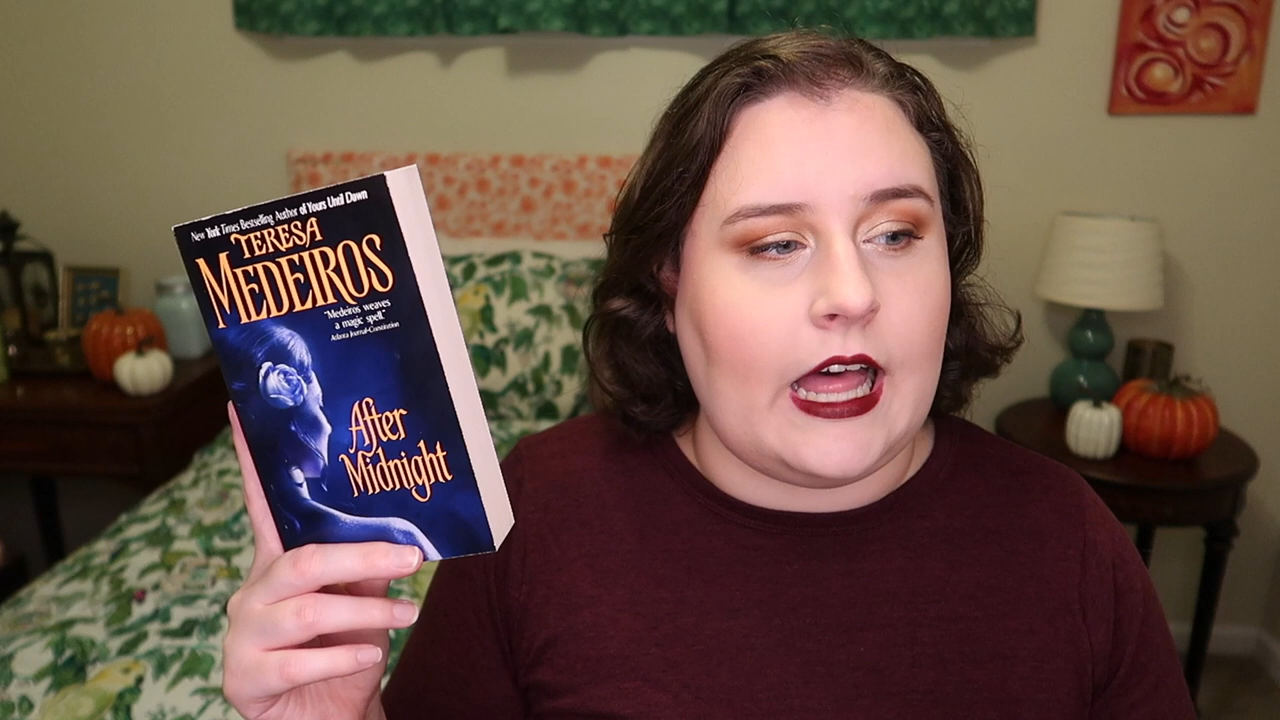 New York Times Bestselling Author of Yours Until Dawn
TERESA
MEDEIROS
"Medeiros weaves
a magic spell."
Atlanta Journal-Constitution
After
Midnight